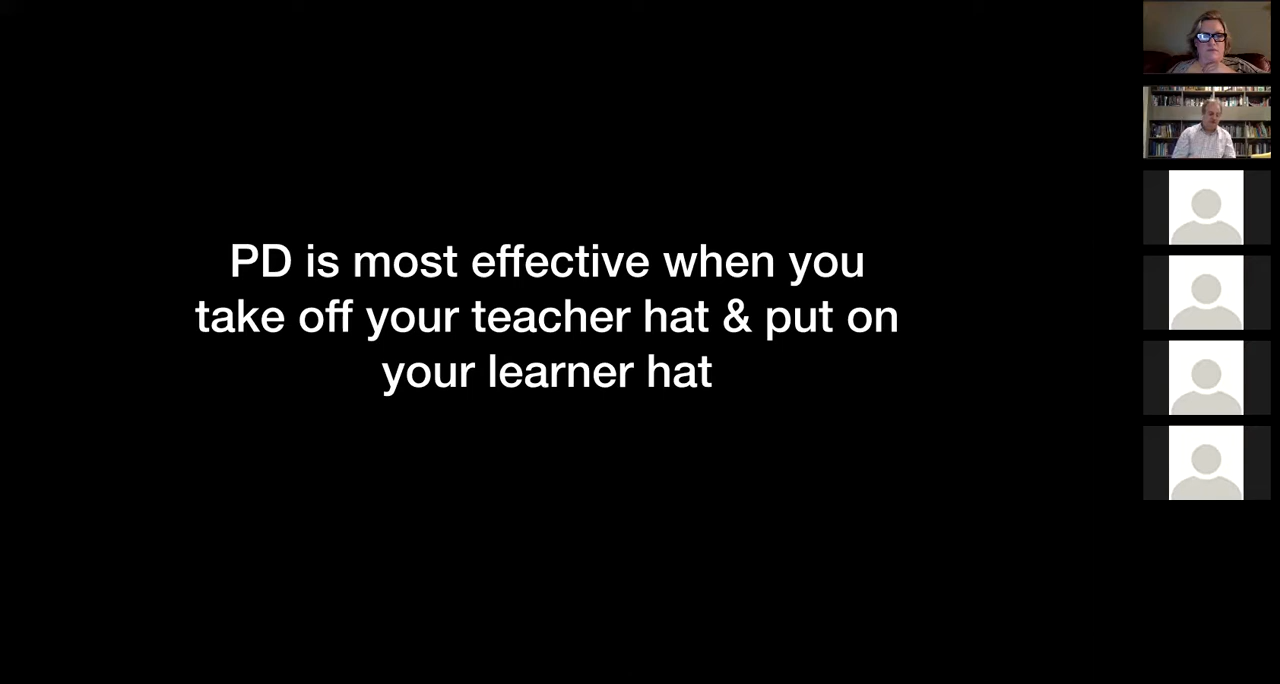 PD is most effective when you
take off your teacher hat & put on
your learner hat